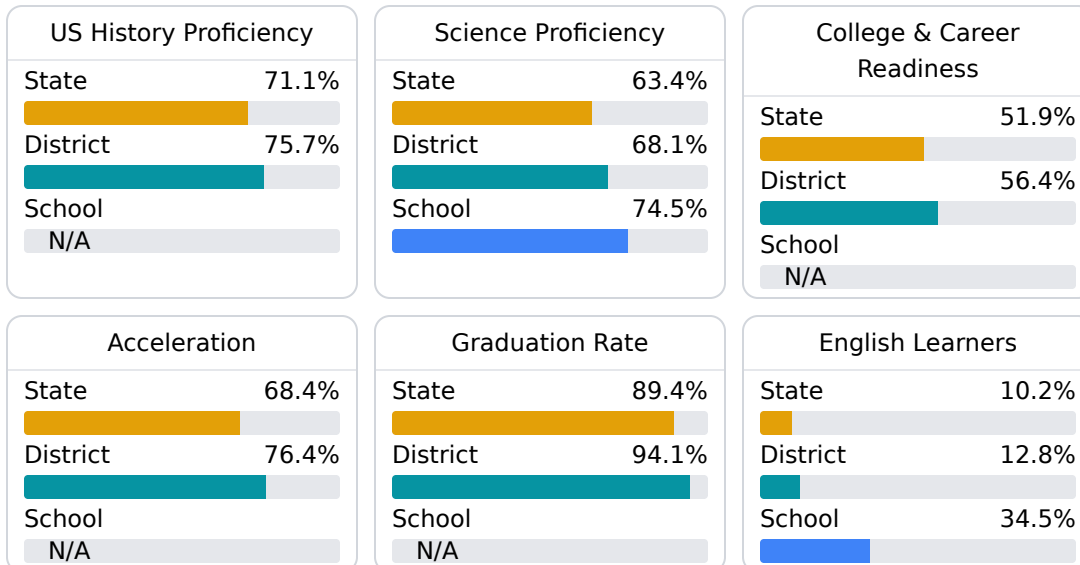 US History Proficiency
State 71.1%
District 75.7%
School
N/A
Science Proficiency
State 63.4%
District 68.1%
School 74.5%
College & Career
Readiness
State 51.9%
District 56.4%
School
N/A
Acceleration
State 68.4%
District 76.4%
School
N/A
Graduation Rate
State 89.4%
District 94.1%
School
N/A
English Learners
State 10.2%
District 12.8%
School 34.5%